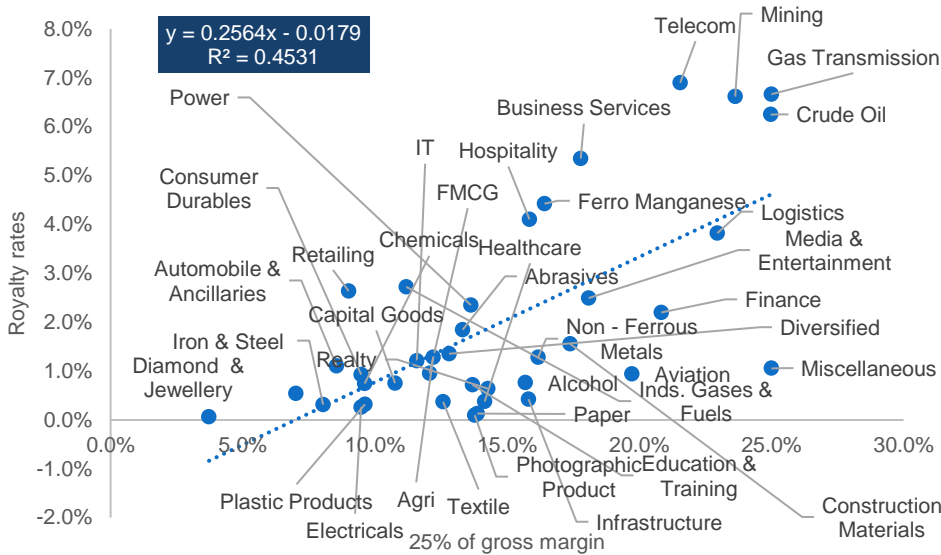 8.0%
7.0%
6.0%
5.0%
4.0%
3.0%
2.0%
1.0%
0.0%
-1.0%
-2.0%
Royalty rates
y = 0.2564x - 0.0179
R² = 0.4531
Telecom
Mining
Gas Transmission
Crude Oil
Power
Business Services
IT
Hospitality
Consumer
Durables
FMCG
Ferro Manganese
Logistics
Retailing
Chemicals
Healthcare
Media &
Entertainment
Automobile &
Ancillaries
Abrasives
Capital Goods
Finance
Non - Ferrous
Metals
Diversified
Iron & Steel
Diamond &
Jewellery
Realty
Miscellaneous
Alcohol
Aviation
Inds. Gases &
Fuels
Paper
0.0%
5.0%
10.0%
15.0%
20.0%
25.0%
30.0%
Photographic
Product
Education &
Training
Plastic Products
Electricals
Agri
Textile
Infrastructure
Construction
Materials
25% of gross margin